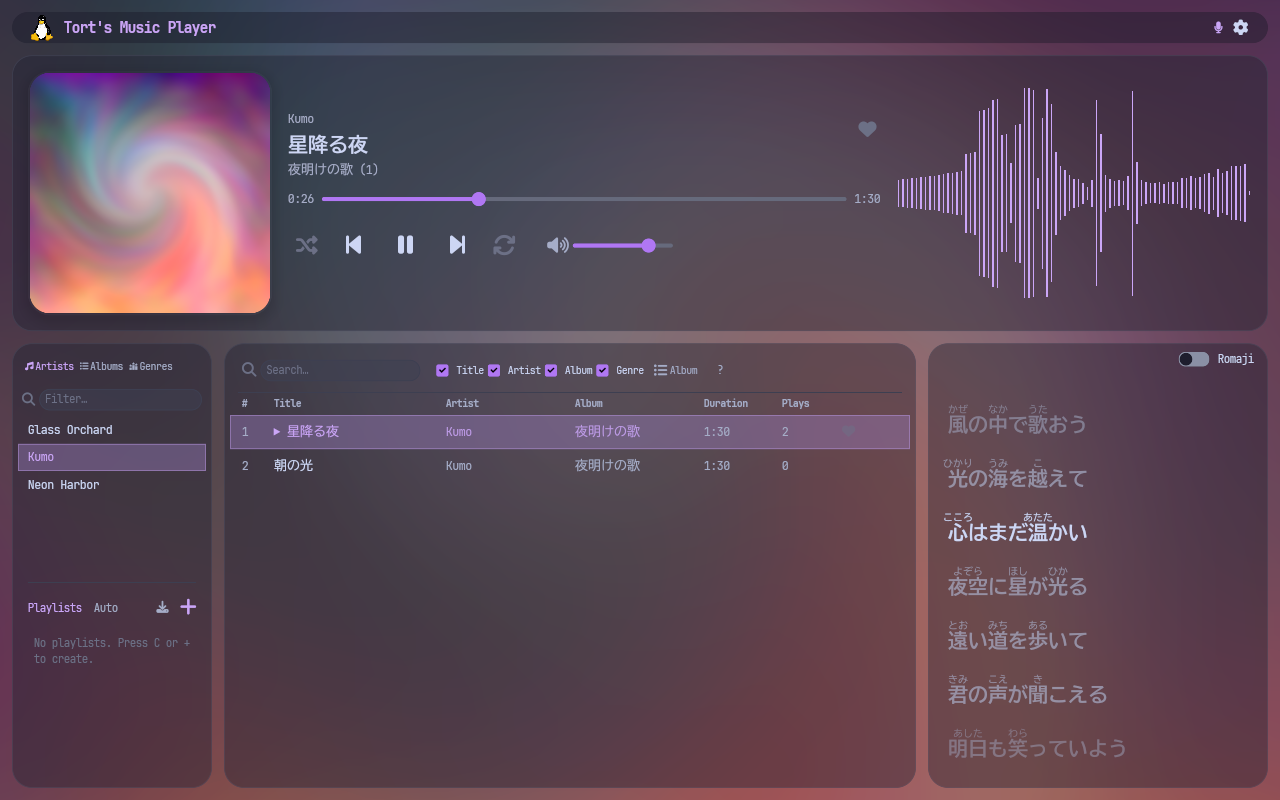 Tort's Music Player
Kumo
星降る夜
夜明けの歌 (1)
0:26
1:30
Artists Albums Genres
Filter…
Glass Orchard
Kumo
Neon Harbor
Playlists Auto
No playlists. Press C or +
to create.
Search… Title Artist Album Genre Album ?
# Title Artist Album Duration Plays
1 ▶ 星降る夜 Kumo 夜明けの歌 1:30 2
2 朝の光 Kumo 夜明けの歌 1:30 0
Romaji
かぜ なか うた
風の中で歌おう
ひかり うみ こ
光の海を越えて
こころ あたた
心はまだ温かい
よぞら ほし ひか
夜空に星が光る
とお みち ある
遠い道を歩いて
きみ こえ き
君の声が聞こえる
あした わら
明日も笑っていよう